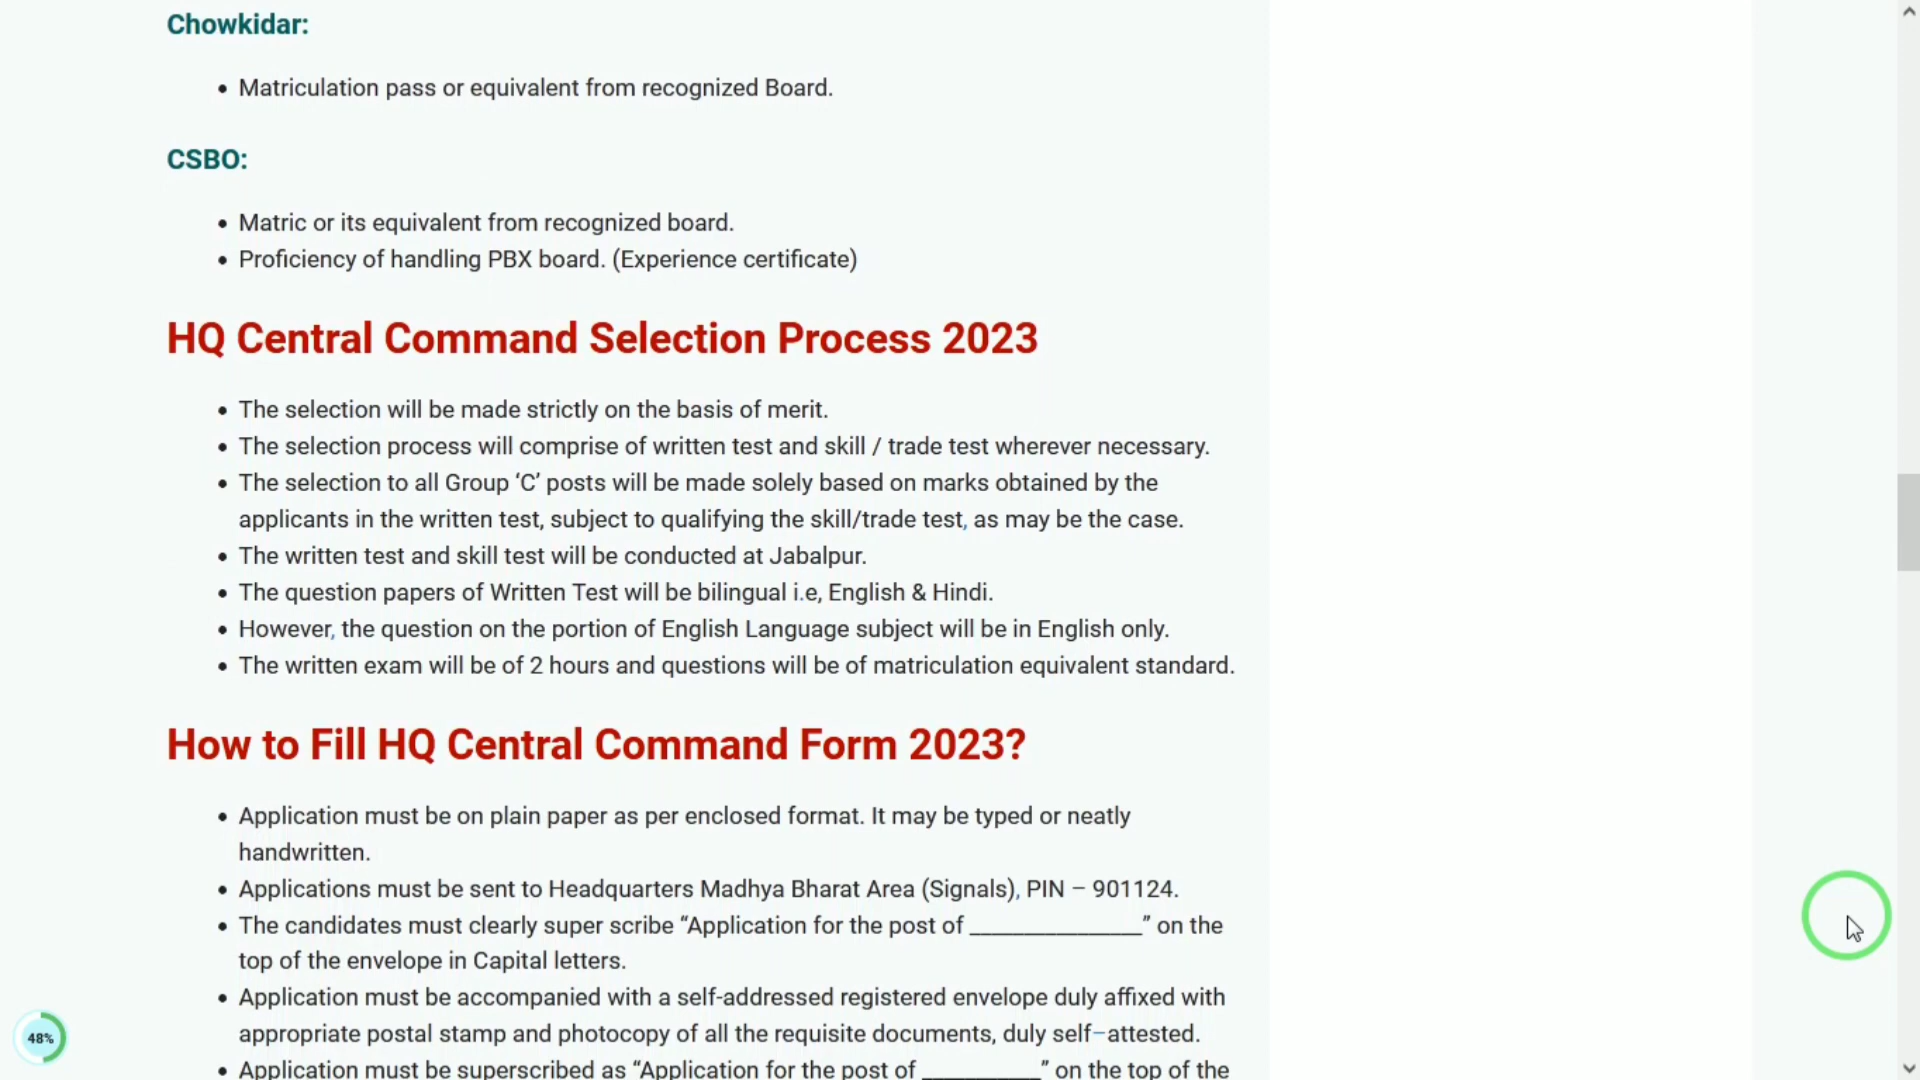 Chowkidar:
• Matriculation pass or equivalent from recognized Board.
CSBO:
• Matric or its equivalent from recognized board.
• Proficiency of handling PBX board. (Experience certificate)
HQ Central Command Selection Process 2023
• The selection will be made strictly on the basis of merit.
• The selection process will comprise of written test and skill / trade test wherever necessary.
• The selection to all Group ‘C’ posts will be made solely based on marks obtained by the
applicants in the written test, subject to qualifying the skill/trade test, as may be the case.
• The written test and skill test will be conducted at Jabalpur.
• The question papers of Written Test will be bilingual i.e, English & Hindi.
• However, the question on the portion of English Language subject will be in English only.
• The written exam will be of 2 hours and questions will be of matriculation equivalent standard.
How to Fill HQ Central Command Form 2023?
• Application must be on plain paper as per enclosed format. It may be typed or neatly
handwritten.
• Applications must be sent to Headquarters Madhya Bharat Area (Signals), PIN – 901124.
• The candidates must clearly super scribe “Application for the post of ______________” on the
top of the envelope in Capital letters.
• Application must be accompanied with a self-addressed registered envelope duly affixed with
appropriate postal stamp and photocopy of all the requisite documents, duly self–attested.
• Application must be superscribed as “Application for the post of __________” on the top of the
48%